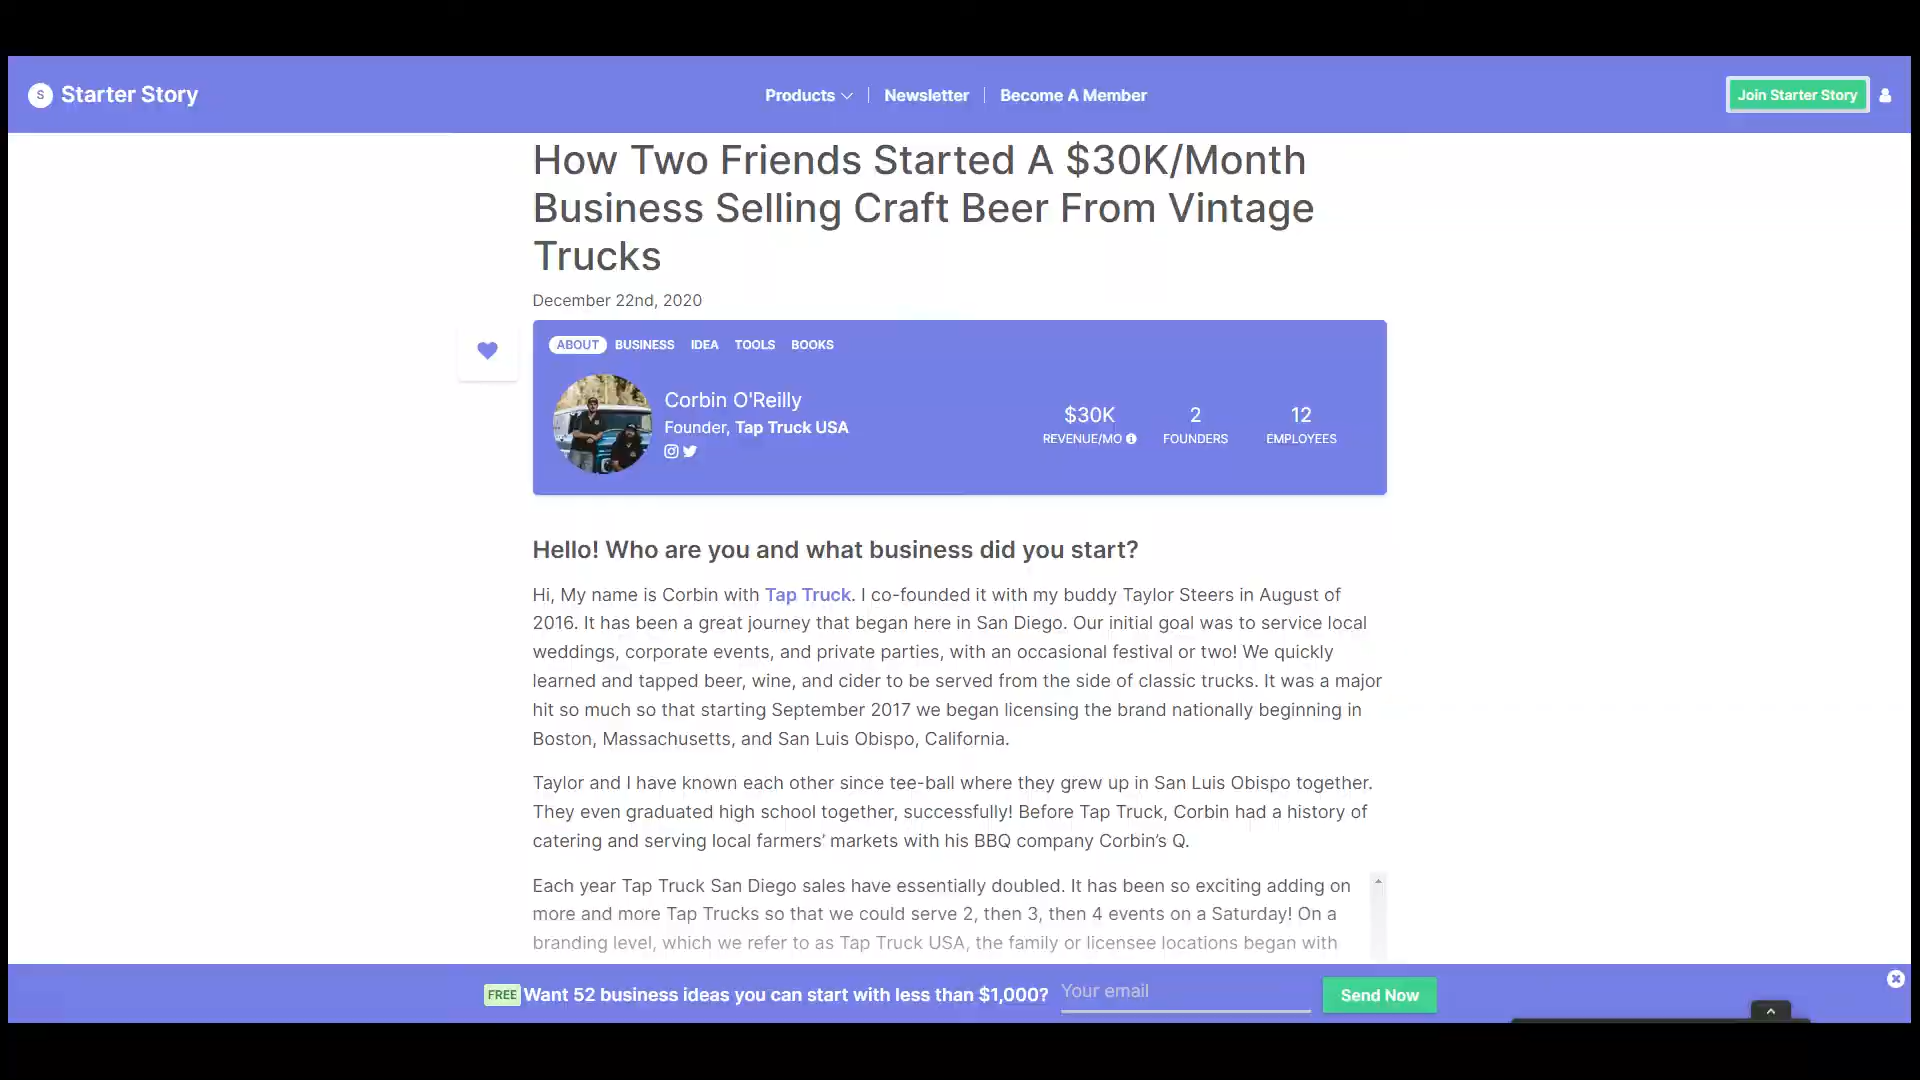 S Starter Story
Products | Newsletter | Become A Member
Join Starter Story
How Two Friends Started A $30K/Month
Business Selling Craft Beer From Vintage
Trucks
December 22nd, 2020
ABOUT BUSINESS IDEA TOOLS BOOKS
Corbin O'Reilly
Founder, Tap Truck USA
$30K 2 12
REVENUE/MO FOUNDERS EMPLOYEES
Hello! Who are you and what business did you start?
Hi, My name is Corbin with Tap Truck. I co-founded it with my buddy Taylor Steers in August of
2016. It has been a great journey that began here in San Diego. Our initial goal was to service local
weddings, corporate events, and private parties, with an occasional festival or two! We quickly
learned and tapped beer, wine, and cider to be served from the side of classic trucks. It was a major
hit so much so that starting September 2017 we began licensing the brand nationally beginning in
Boston, Massachusetts, and San Luis Obispo, California.
Taylor and I have known each other since tee-ball where they grew up in San Luis Obispo together.
They even graduated high school together, successfully! Before Tap Truck, Corbin had a history of
catering and serving local farmers’ markets with his BBQ company Corbin’s Q.
Each year Tap Truck San Diego sales have essentially doubled. It has been so exciting adding on
more and more Tap Trucks so that we could serve 2, then 3, then 4 events on a Saturday! On a
branding level, which we refer to as Tap Truck USA, the family or licensee locations began with
FREE Want 52 business ideas you can start with less than $1,000? Your email Send Now